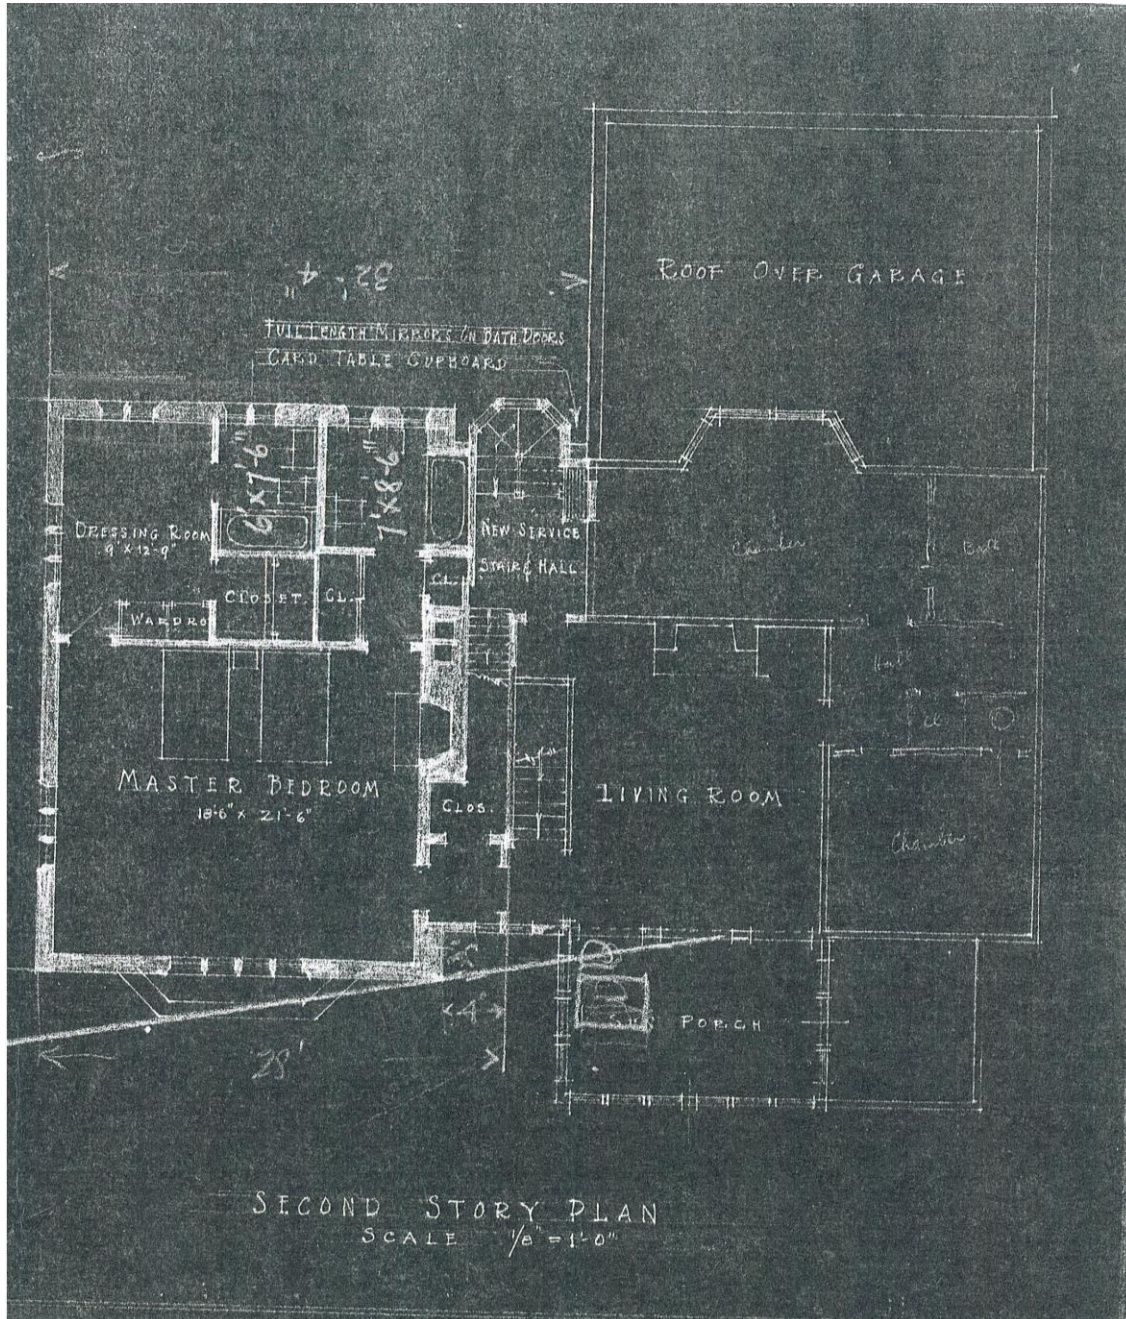 32'-4"
ROOF OVER GARAGE
FULL LENGTH MIRRORS ON BATH DOORS
CARD TABLE CUPBOARD
6'X7'-6"
7'X8-6"
DRESSING ROOM
9' X 12'-9"
NEW SERVICE
STAIR & HALL
Chamber
Bath
CLOSET.
CL.
CL.
WARDRO
Hall
MASTER BEDROOM
18'-6" X 21'-6"
CLOS.
LIVING ROOM
Chamber
4'
PORCH
28'
SECOND STORY PLAN
SCALE 1/8" = 1'-0"